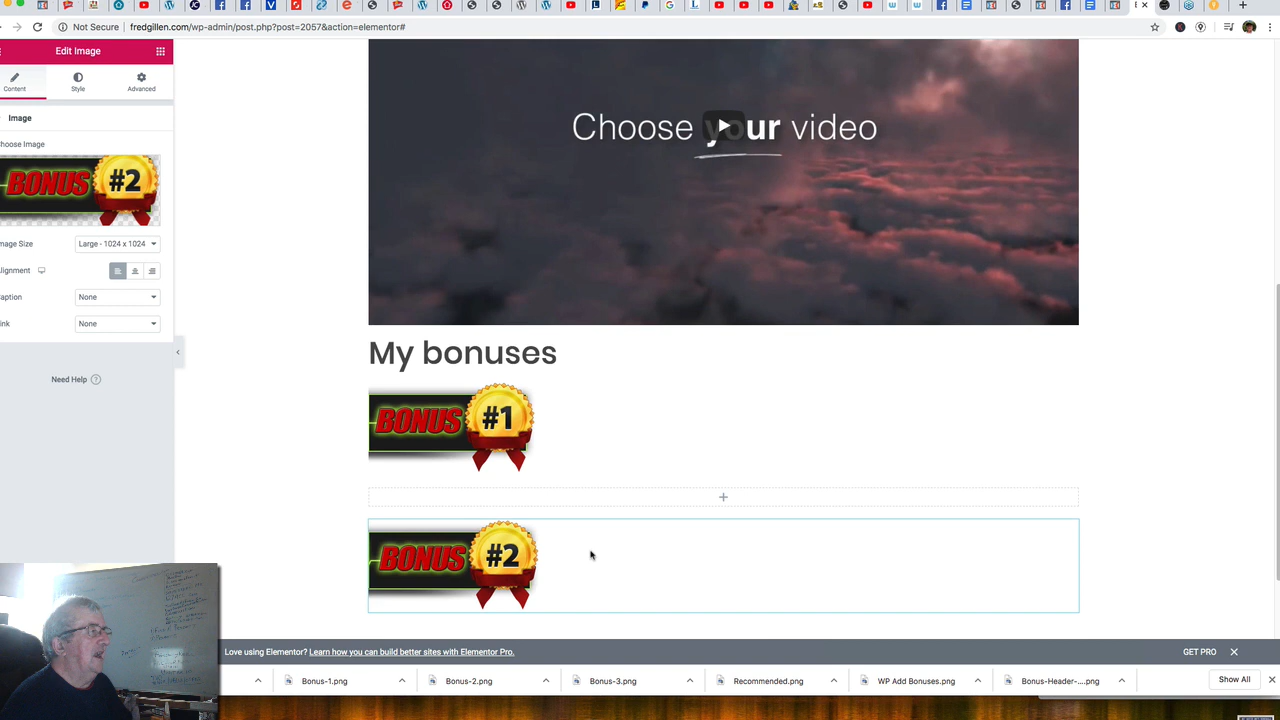 Not Secure fredgillen.com/wp-admin/post.php?post=2057&action=elementor#
Edit Image
Content Style Advanced
Image
hoose Image
BONUS #2
mage Size Large - 1024 x 1024
lignment
aption None
ink None
Need Help ?
Choose your video
My bonuses
BONUS #1
+
BONUS #2
Love using Elementor? Learn how you can build better sites with Elementor Pro. GET PRO
Bonus-1.png Bonus-2.png Bonus-3.png Recommended.png WP Add Bonuses.png Bonus-Header-....png Show All